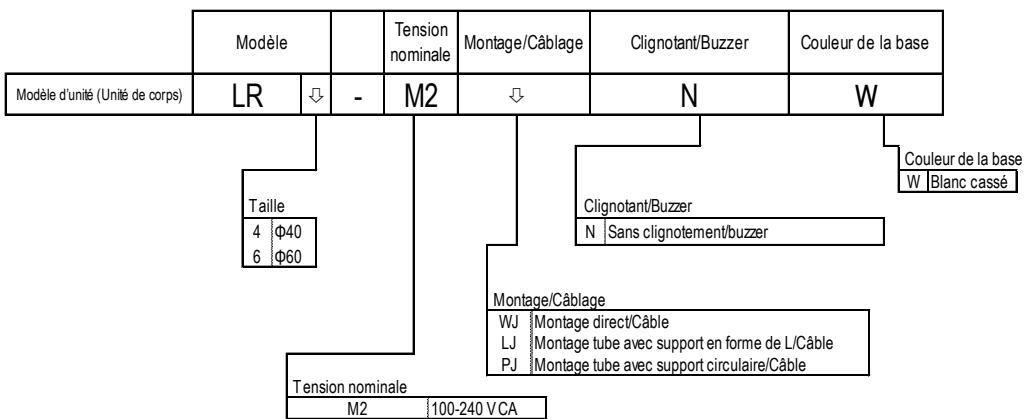 Modèle Tension nominale Montage/Câblage Clignotant/Buzzer Couleur de la base
Modèle d'unité (Unité de corps) LR ⇩ - M2 ⇩ N W
Couleur de la base
W Blanc cassé
Taille
4 Φ40
6 Φ60
Clignotant/Buzzer
N Sans clignotement/buzzer
Montage/Câblage
WJ Montage direct/Câble
LJ Montage tube avec support en forme de L/Câble
PJ Montage tube avec support circulaire/Câble
Tension nominale
M2 100-240 V CA